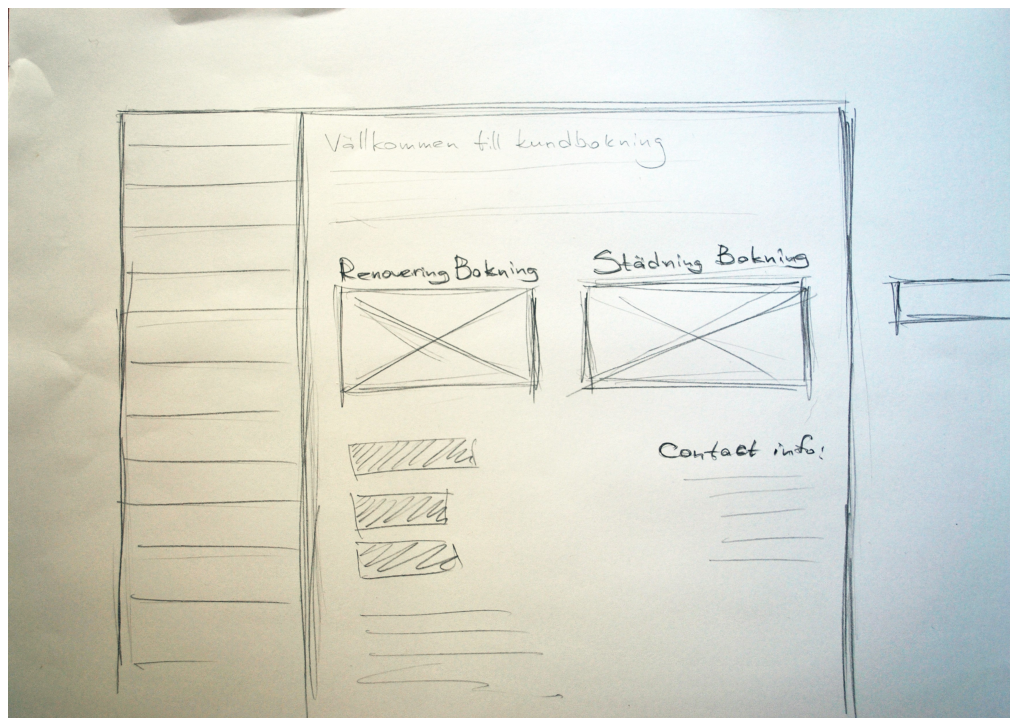 Vällkommen till kundbokning
Renovering Bokning
Städning Bokning
Contact info: